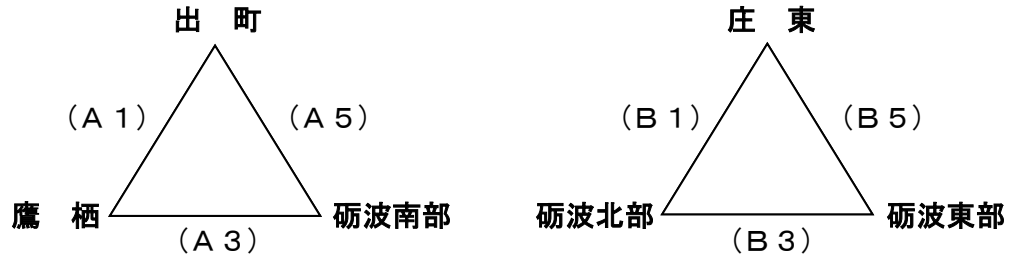 出　町
庄　東
（Ａ１）
（Ａ５）
（Ｂ１）
（Ｂ５）
鷹　栖
砺波南部
砺波北部
砺波東部
（Ａ３）
（Ｂ３）